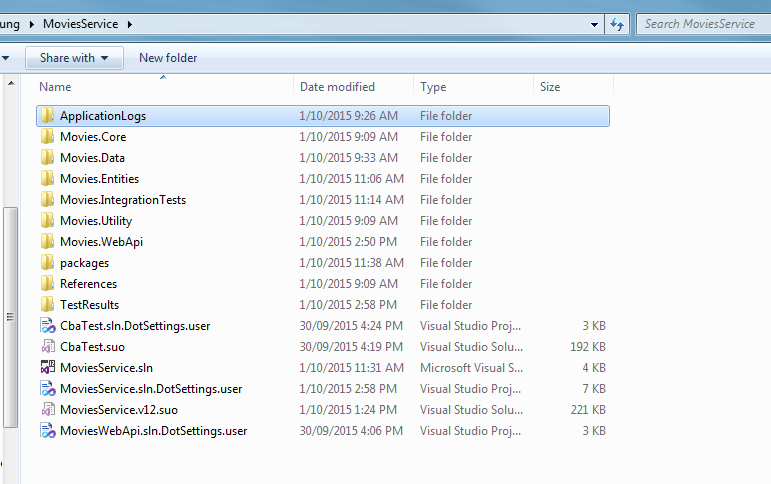 ung MoviesService Search MoviesService
Share with New folder
Name Date modified Type Size
ApplicationLogs 1/10/2015 9:26 AM File folder
Movies.Core 1/10/2015 9:09 AM File folder
Movies.Data 1/10/2015 9:33 AM File folder
Movies.Entities 1/10/2015 11:06 AM File folder
Movies.IntegrationTests 1/10/2015 11:14 AM File folder
Movies.Utility 1/10/2015 9:09 AM File folder
Movies.WebApi 1/10/2015 2:50 PM File folder
packages 1/10/2015 11:38 AM File folder
References 1/10/2015 9:09 AM File folder
TestResults 1/10/2015 2:58 PM File folder
CbaTest.sln.DotSettings.user 30/09/2015 4:24 PM Visual Studio Proj... 3 KB
CbaTest.suo 30/09/2015 4:19 PM Visual Studio Solu... 192 KB
MoviesService.sln 1/10/2015 11:31 AM Microsoft Visual S... 4 KB
MoviesService.sln.DotSettings.user 1/10/2015 2:58 PM Visual Studio Proj... 7 KB
MoviesService.v12.suo 1/10/2015 1:24 PM Visual Studio Solu... 221 KB
MoviesWebApi.sln.DotSettings.user 30/09/2015 4:06 PM Visual Studio Proj... 3 KB